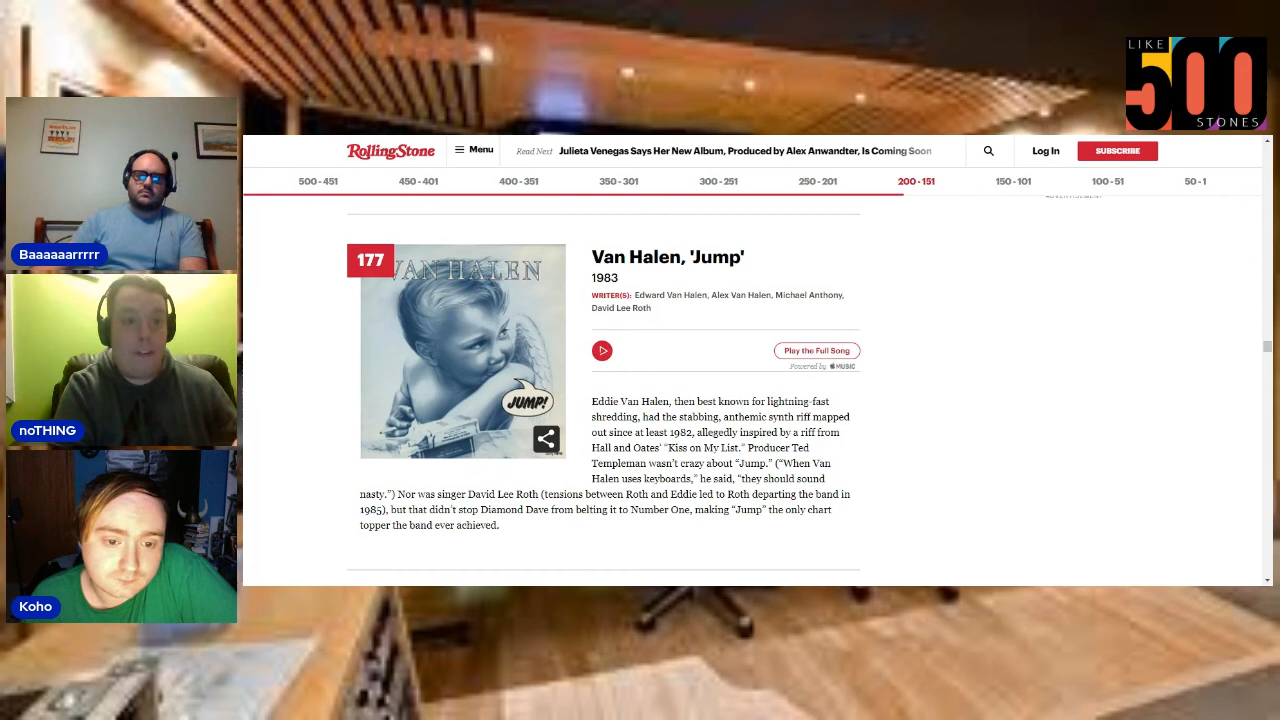 LIKE
500
STONES
RollingStone
Menu
Read Next Julieta Venegas Says Her New Album, Produced by Alex Anwandter, Is Coming Soon
Log In
SUBSCRIBE
500 - 451
450 - 401
400 - 351
350 - 301
300 - 251
250 - 201
200 - 151
150 - 101
100 - 51
50 - 1
ADVERTISEMENT
177
VAN HALEN
JUMP!
Van Halen, 'Jump'
1983
WRITER(S): Edward Van Halen, Alex Van Halen, Michael Anthony,
David Lee Roth
Play the Full Song
Powered by MUSIC
Eddie Van Halen, then best known for lightning-fast
shredding, had the stabbing, anthemic synth riff mapped
out since at least 1982, allegedly inspired by a riff from
Hall and Oates' “Kiss on My List.” Producer Ted
Templeman wasn't crazy about “Jump.” (“When Van
Halen uses keyboards,” he said, “they should sound
nasty.”) Nor was singer David Lee Roth (tensions between Roth and Eddie led to Roth departing the band in
1985), but that didn't stop Diamond Dave from belting it to Number One, making “Jump” the only chart
topper the band ever achieved.
Baaaaaarrrrr
noTHING
Koho